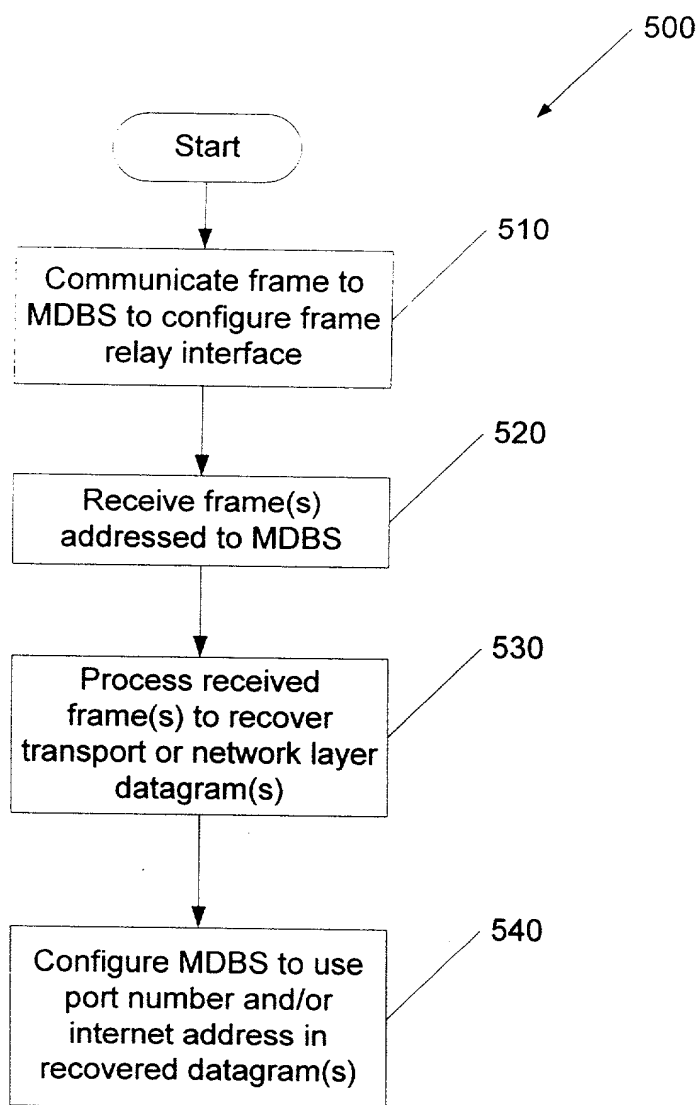 500
Start
510
Communicate frame to
MDBS to configure frame
relay interface
520
Receive frame(s)
addressed to MDBS
530
Process received
frame(s) to recover
transport or network layer
datagram(s)
540
Configure MDBS to use
port number and/or
internet address in
recovered datagram(s)